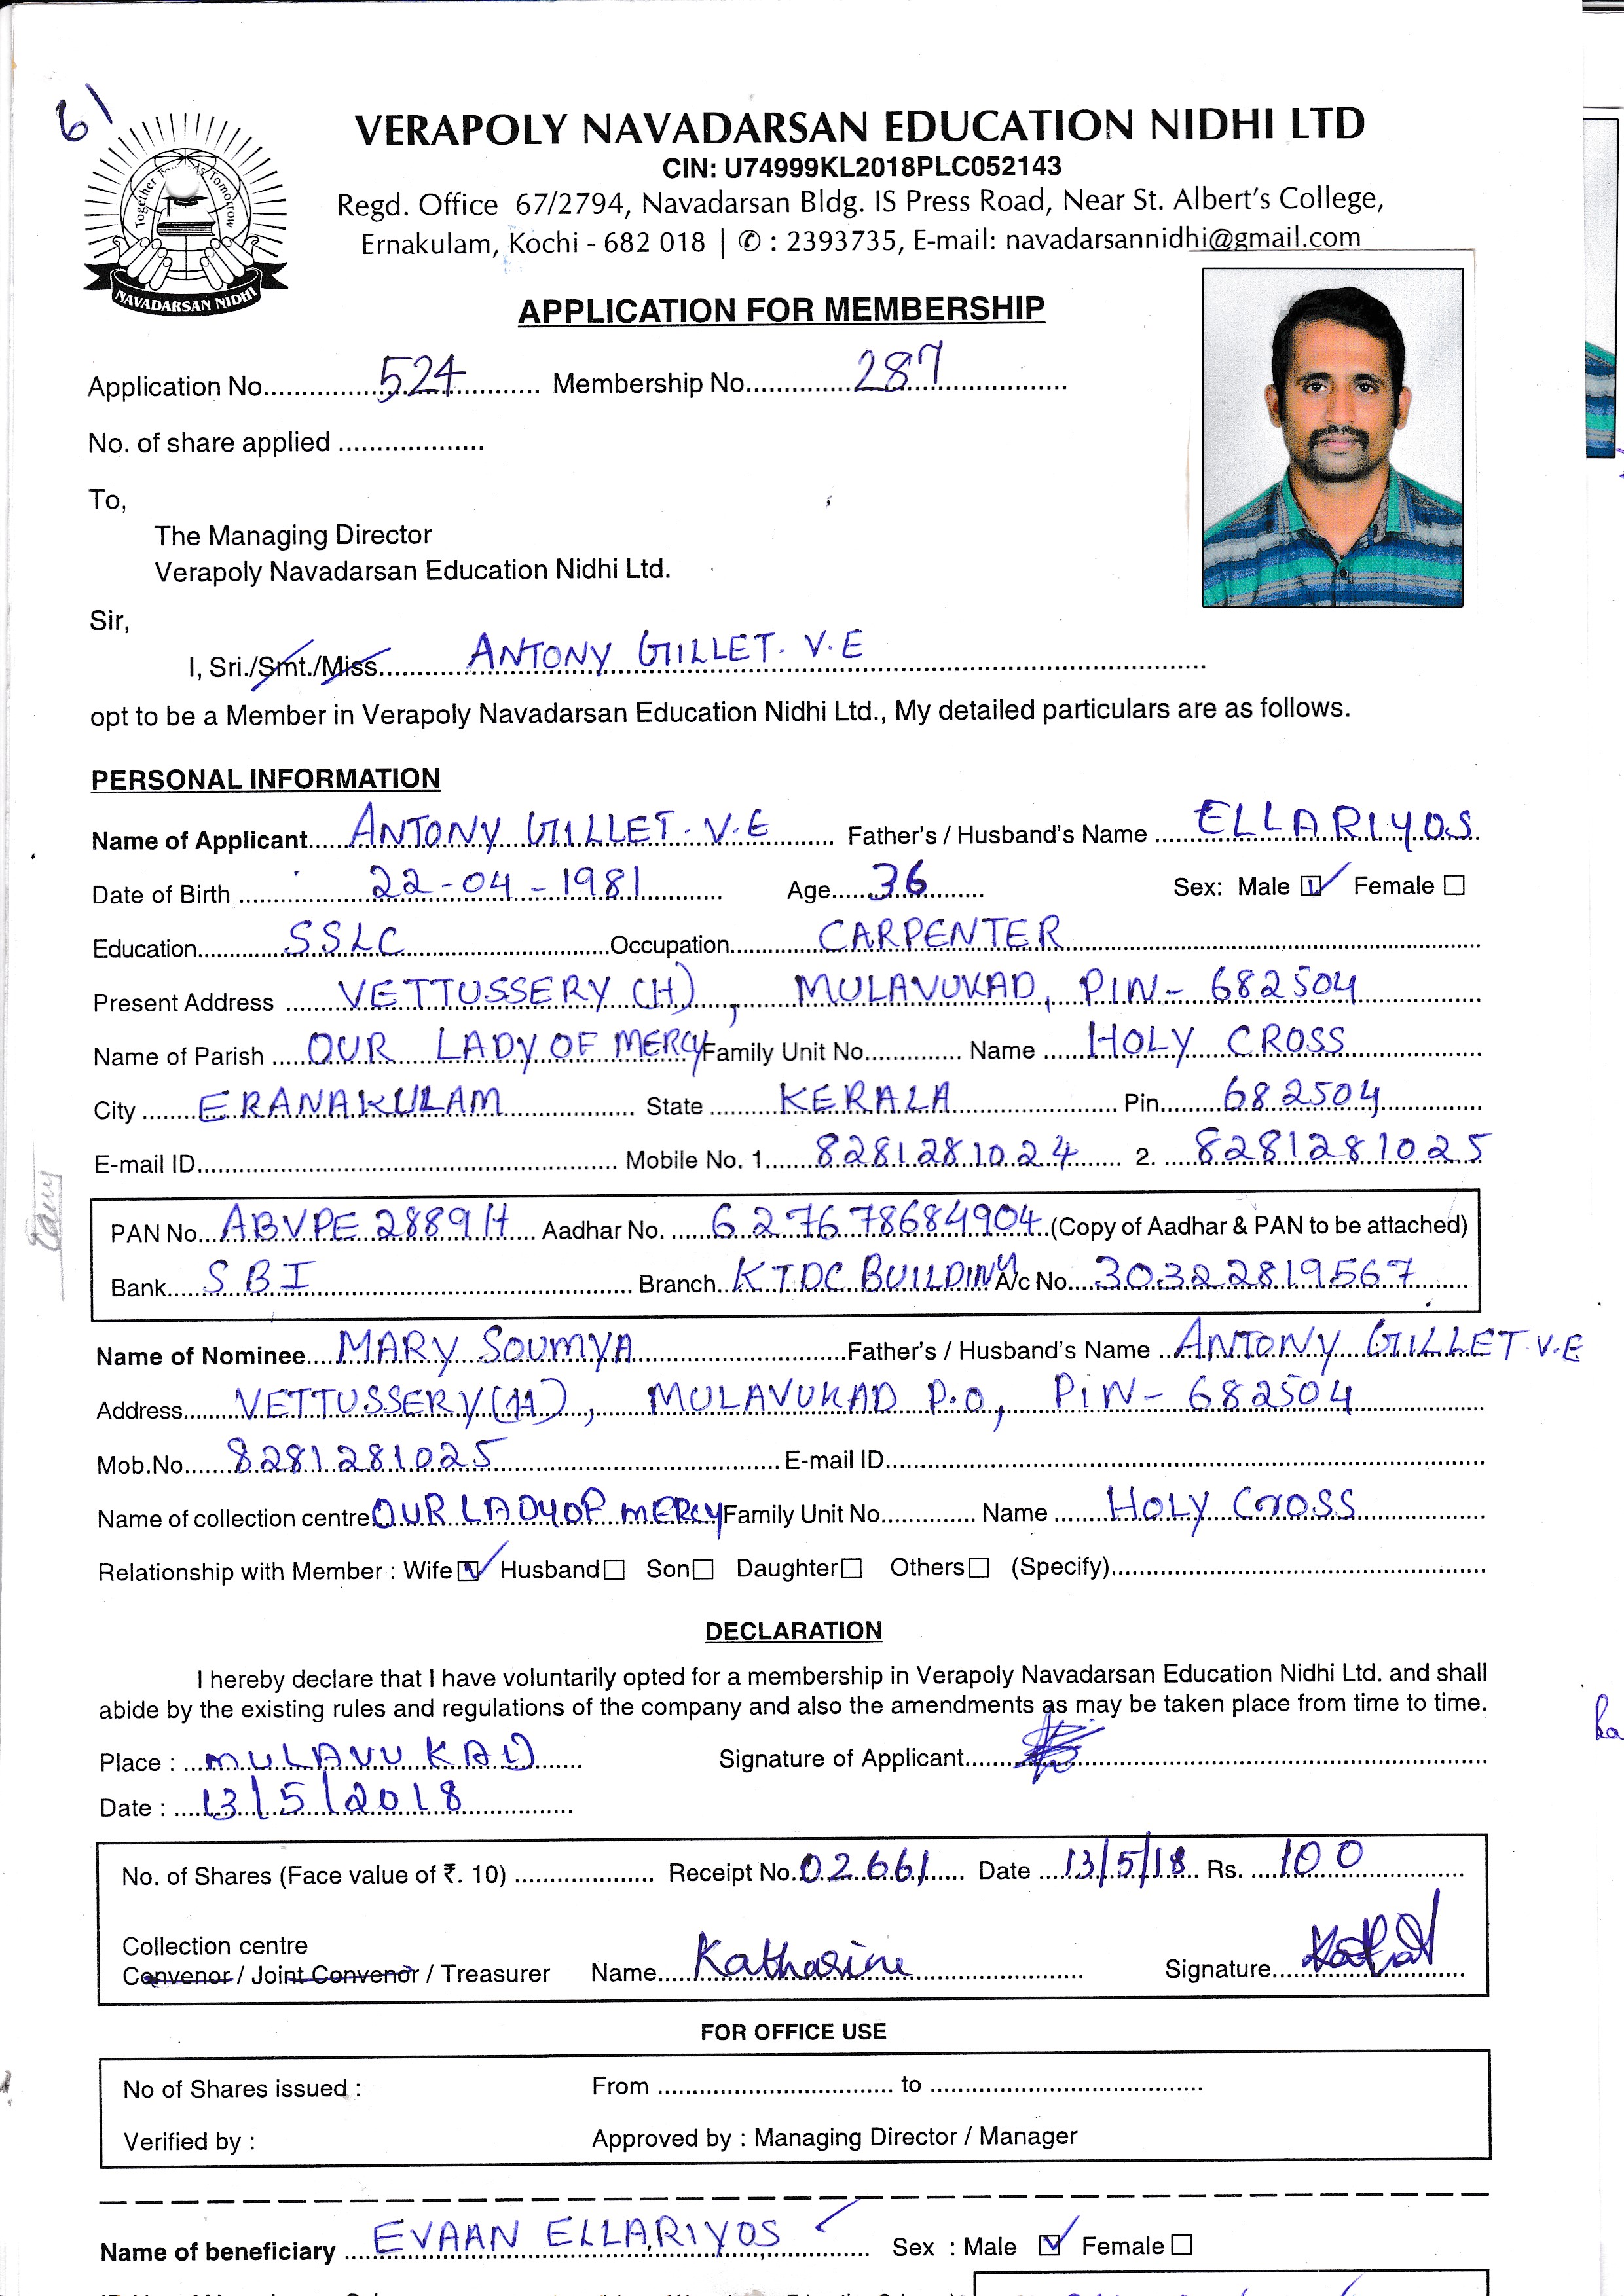 61
VERAPOLY NAVADARSAN EDUCATION NIDHI LTD
CIN: U74999KL2018PLC052143
Regd. Office 67/2794, Navadarsan Bldg. IS Press Road, Near St. Albert's College,
Ernakulam, Kochi - 682 018 | ✆ : 2393735, E-mail: navadarsannidhi@gmail.com
Together Towards Tomorrow
NAVADARSAN NIDHI
APPLICATION FOR MEMBERSHIP
Application No. 524 Membership No. 287
No. of share applied
To,
The Managing Director
Verapoly Navadarsan Education Nidhi Ltd.
Sir,
I, Sri./Smt./Miss. ANTONY GILLET. V.E
opt to be a Member in Verapoly Navadarsan Education Nidhi Ltd., My detailed particulars are as follows.
PERSONAL INFORMATION
Name of Applicant ANTONY GILLET. V.E Father's / Husband's Name ELLARIYOS
Date of Birth 22-04-1981 Age 36 Sex: Male ☑ Female ☐
Education SSLC Occupation CARPENTER
Present Address VETTUSSERY (H), MULAVUKAD, PIN- 682504
Name of Parish OUR LADY OF MERCY Family Unit No. Name HOLY CROSS
City ERANAKULAM State KERALA Pin 682504
E-mail ID Mobile No. 1 8281281024 2. 8281281025
PAN No. ABVPE2889H Aadhar No. 627678684904 (Copy of Aadhar & PAN to be attached)
Bank SBI Branch KTDC BUILDING A/c No. 30322819567
Name of Nominee MARY SOUMYA Father's / Husband's Name ANTONY GILLET V.E
Address VETTUSSERY (H), MULAVUKAD P.O, PIN- 682504
Mob.No. 8281281025 E-mail ID
Name of collection centre OUR LADY OF MERCY Family Unit No. Name HOLY CROSS
Relationship with Member : Wife ☑ Husband ☐ Son ☐ Daughter ☐ Others ☐ (Specify)
DECLARATION
I hereby declare that I have voluntarily opted for a membership in Verapoly Navadarsan Education Nidhi Ltd. and shall
abide by the existing rules and regulations of the company and also the amendments as may be taken place from time to time.
Place : MULAVUKAD Signature of Applicant
Date : 13/5/2018
No. of Shares (Face value of ₹. 10) Receipt No. 02661 Date 13/5/18 Rs. 100
Collection centre
Convenor / Joint Convenor / Treasurer Name Katharine Signature
FOR OFFICE USE
No of Shares issued : From to
Verified by : Approved by : Managing Director / Manager
Name of beneficiary EVAAN ELLARIYOS Sex : Male ☑ Female ☐